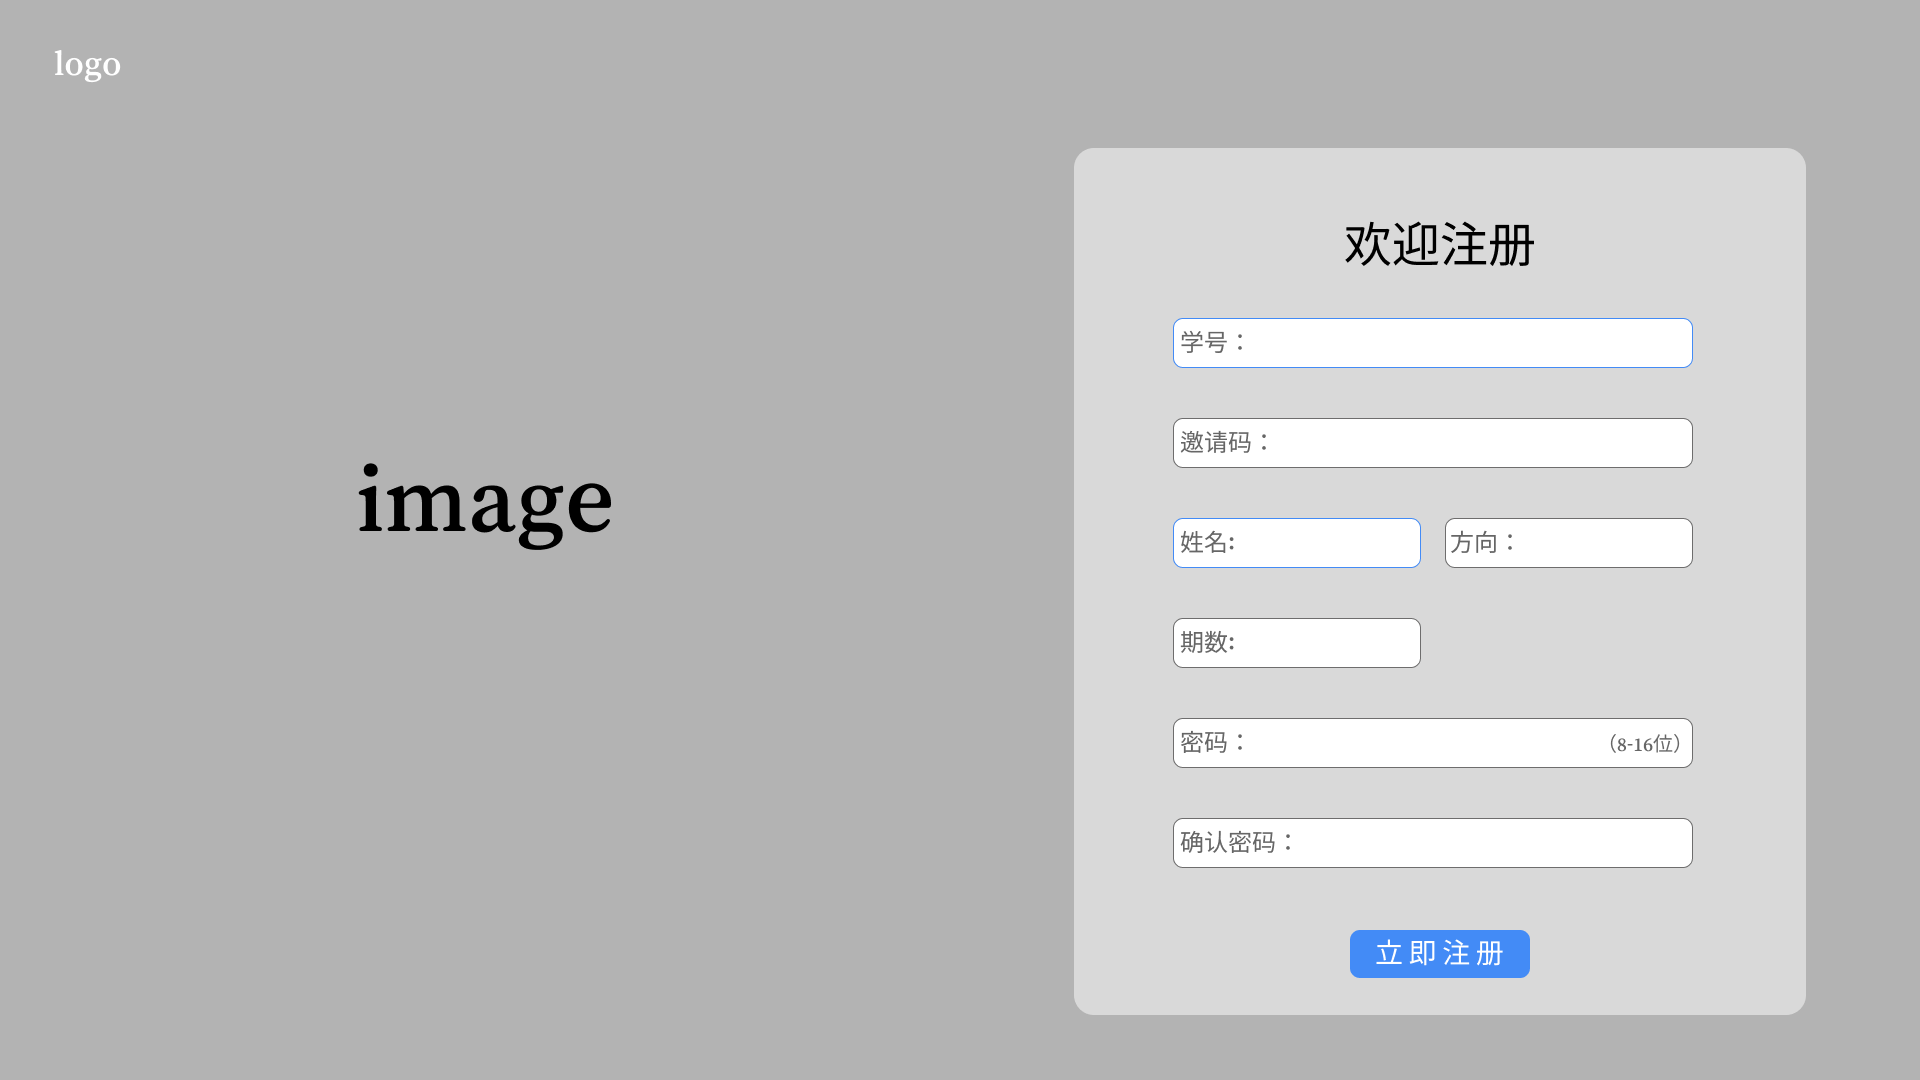 logo
image
欢迎注册
学号：
邀请码：
姓名: 方向：
期数:
密码： （8-16位）
确认密码：
立即注册